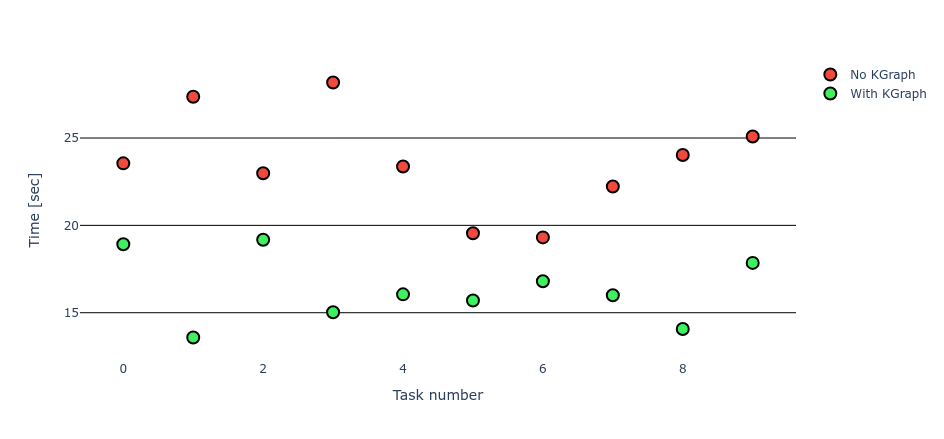 No KGraph
With KGraph
25
20
15
Time [sec]
0 2 4 6 8
Task number